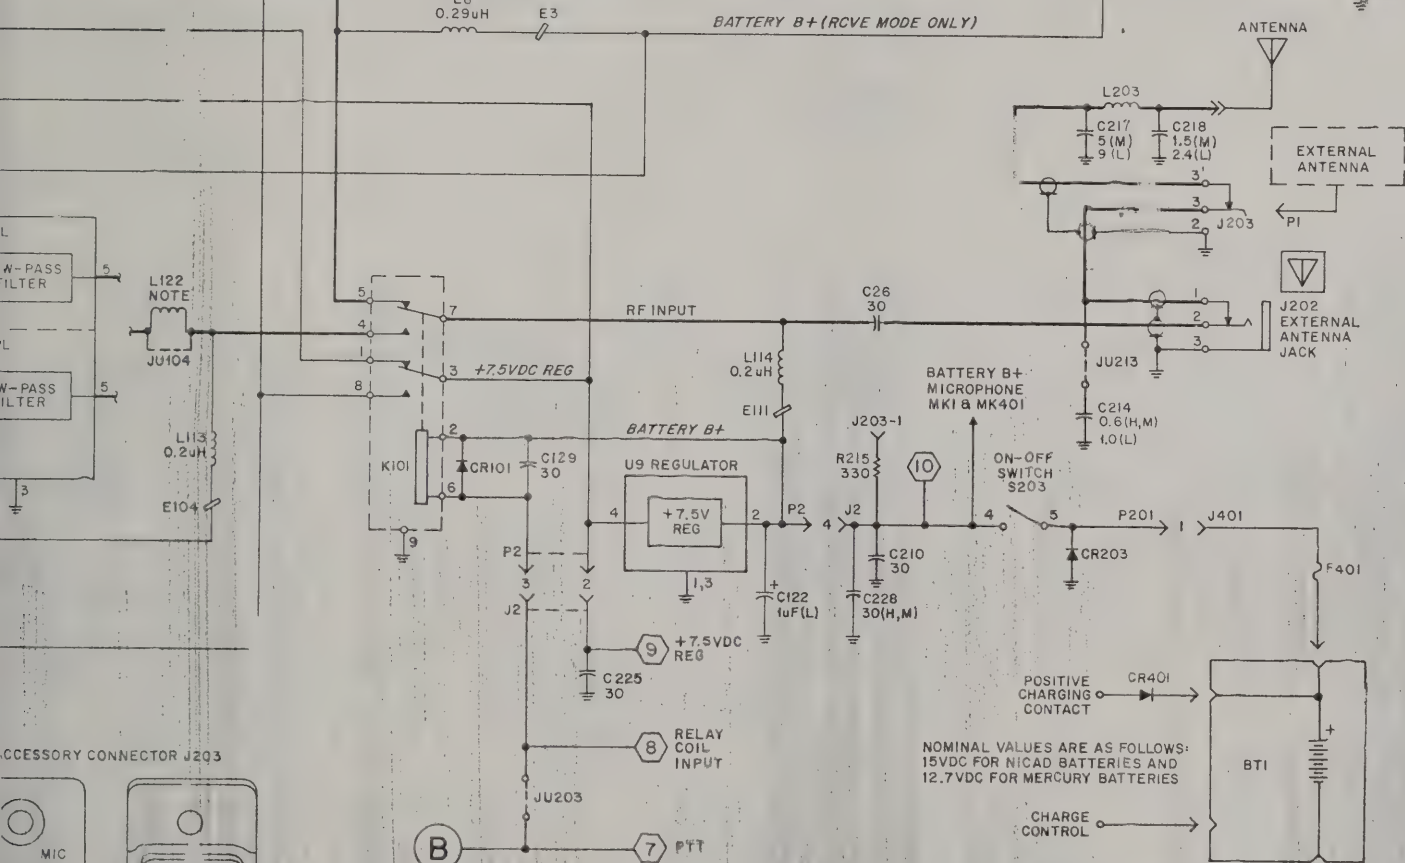 0.29uH
E3
BATTERY B+ (RCVE MODE ONLY)
ANTENNA
L203
C217
5(M)
9(L)
C218
1.5(M)
2.4(L)
EXTERNAL
ANTENNA
3'
3
2
J203
P1
L
W-PASS
FILTER
5
L122
NOTE
JU104
PL
W-PASS
FILTER
5
3
L113
0.2uH
E104
5
4
1
8
7
3
2
6
9
K101
RF INPUT
+7.5VDC REG
BATTERY B+
CR101
C129
30
C26
30
L114
0.2uH
E111
1
2
3
J202
EXTERNAL
ANTENNA
JACK
JU213
C214
0.6(H,M)
1.0(L)
BATTERY B+
MICROPHONE
MK1 & MK401
J203-1
R215
330
10
ON-OFF
SWITCH
S203
U9 REGULATOR
4
+7.5V
REG
2
1,3
P2
4
J2
4
5
P201
1
J401
F401
CR203
C210
30
C228
30(H,M)
+
C122
1uF(L)
P2
3
2
J2
9
+7.5VDC
REG
C225
30
8
RELAY
COIL
INPUT
JU203
B
7
PTT
POSITIVE
CHARGING
CONTACT
CR401
NOMINAL VALUES ARE AS FOLLOWS:
15VDC FOR NICAD BATTERIES AND
12.7VDC FOR MERCURY BATTERIES
CHARGE
CONTROL
BT1
+
CCESSORY CONNECTOR J203
MIC